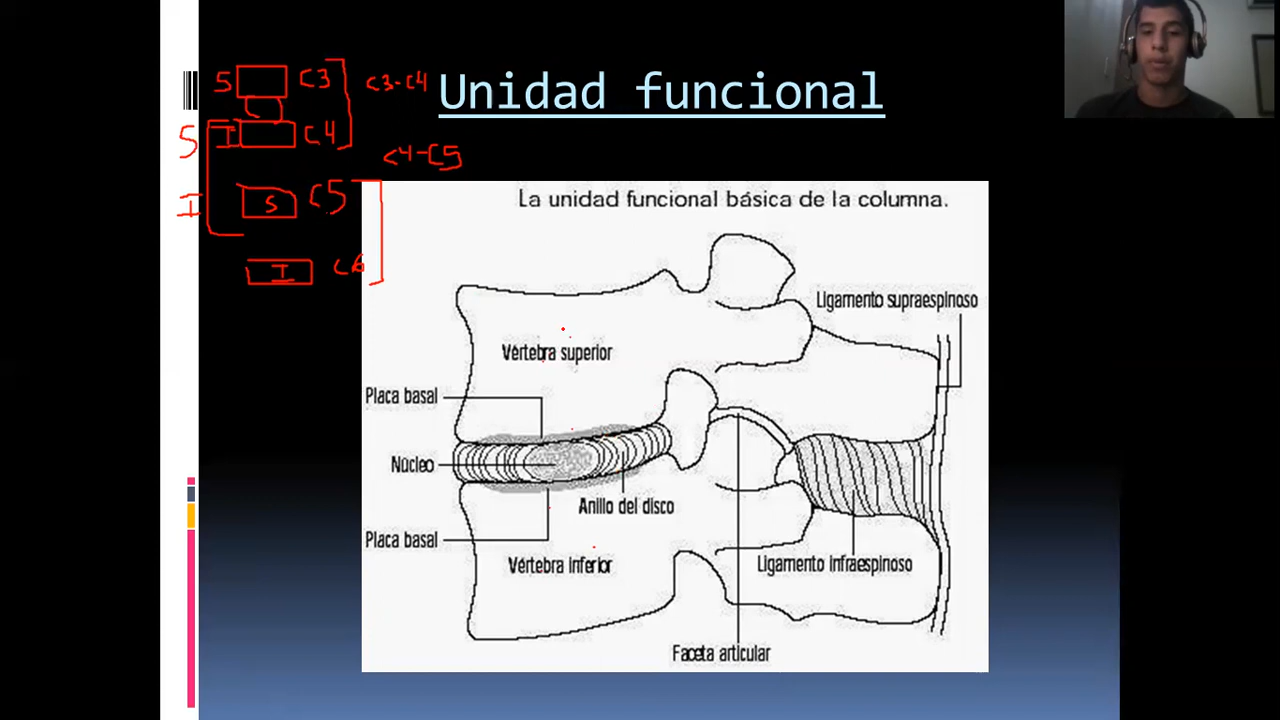 Unidad funcional
S C3
C3-C4
S I C4
C4-C5
I S C5
I C6
La unidad funcional básica de la columna.
Ligamento supraespinoso
Vértebra superior
Placa basal
Núcleo
Anillo del disco
Placa basal
Vértebra inferior
Ligamento infraespinoso
Faceta articular